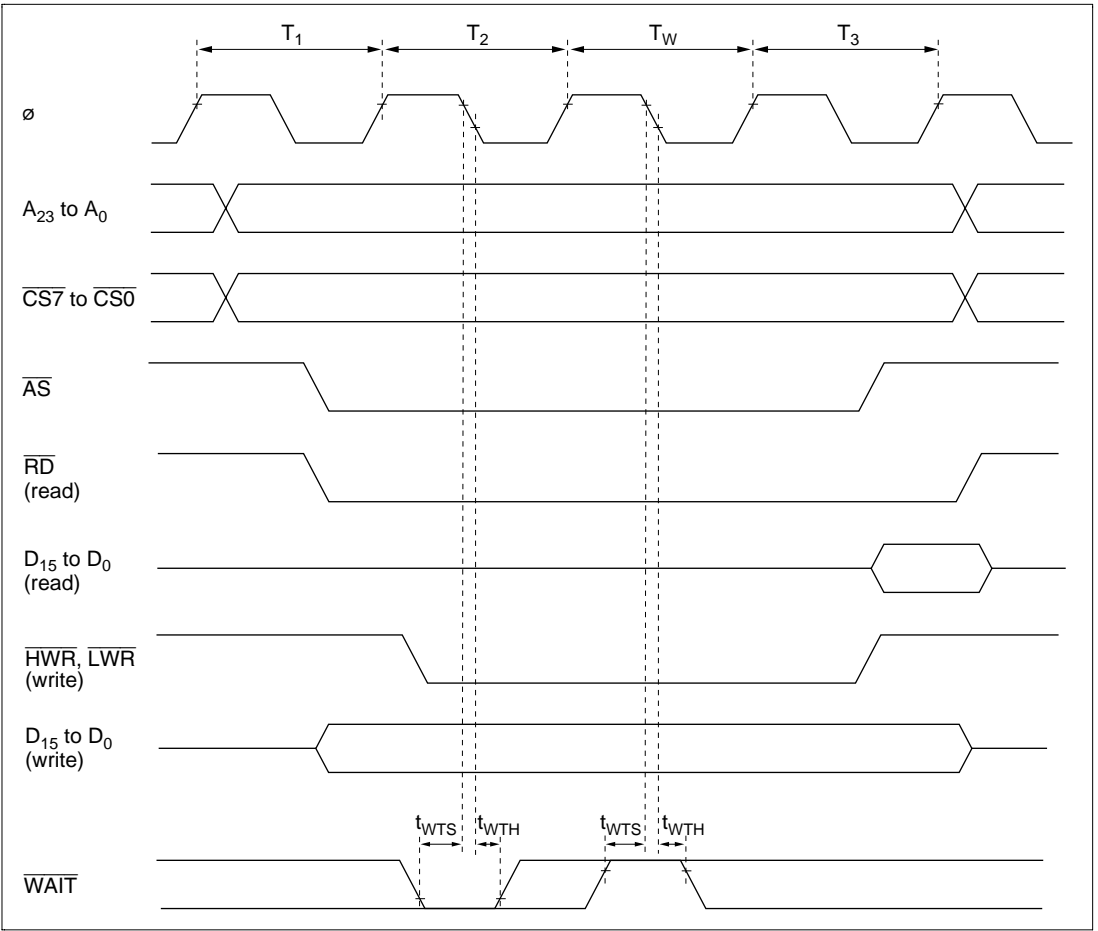 T1 T2 TW T3
ø
A23 to A0
CS7 to CS0
AS
RD
(read)
D15 to D0
(read)
HWR, LWR
(write)
D15 to D0
(write)
tWTS tWTH tWTS tWTH
WAIT